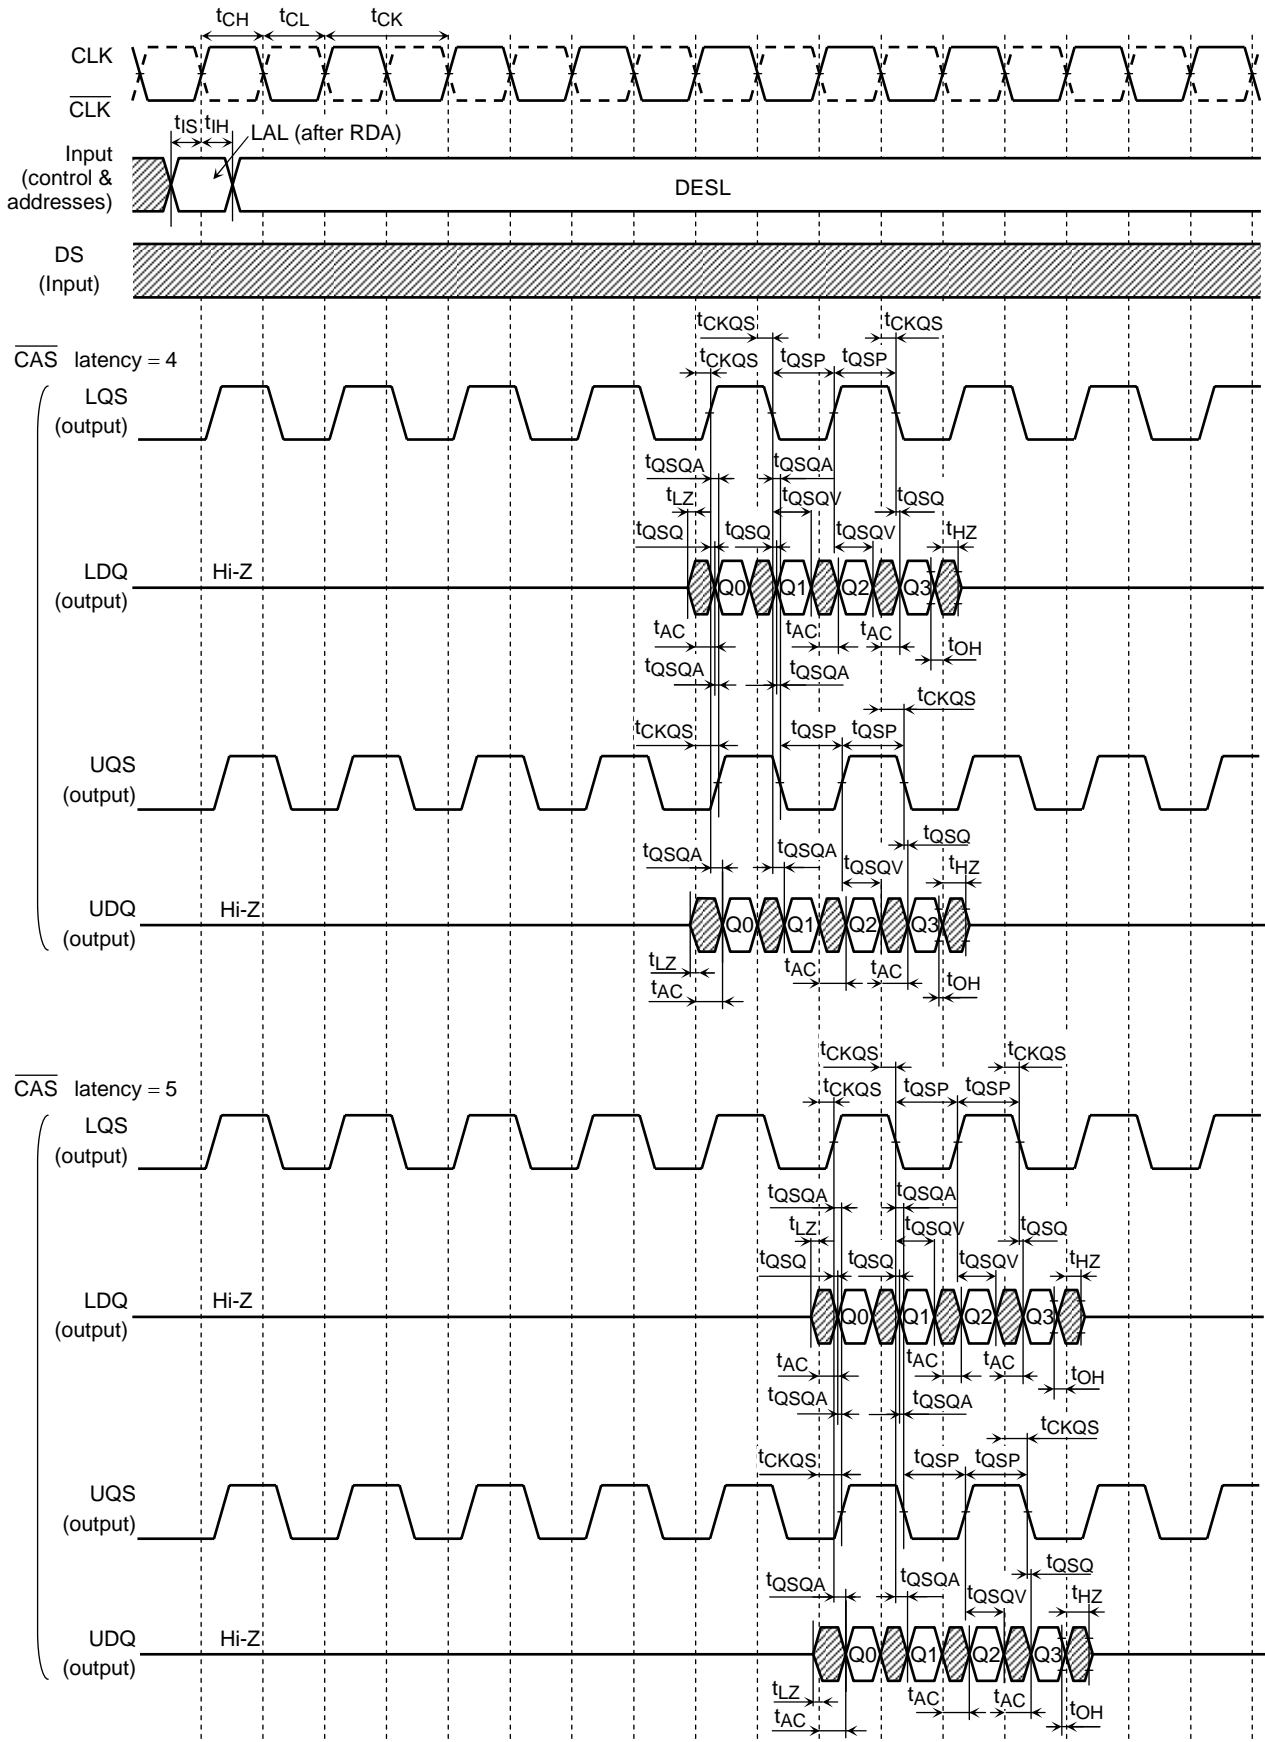 tCH tCL tCK
CLK
CLK
tIS tIH LAL (after RDA)
Input
(control &
addresses)
DESL
DS
(Input)
tCKQS tCKQS
CAS latency = 4
tCKQS tQSP tQSP
LQS
(output)
tQSQA tQSQA
tLZ tQSQV tQSQ
tQSQ tQSQ tQSQV tHZ
LDQ
(output)
Hi-Z
Q0 Q1 Q2 Q3
tAC tAC tAC tOH
tQSQA tQSQA
tCKQS
tCKQS tQSP tQSP
UQS
(output)
tQSQ
tQSQA tQSQA tQSQV tHZ
UDQ
(output)
Hi-Z
Q0 Q1 Q2 Q3
tLZ tAC tAC tOH
tAC
tCKQS tCKQS
CAS latency = 5
tCKQS tQSP tQSP
LQS
(output)
tQSQA tQSQA
tLZ tQSQV tQSQ
tQSQ tQSQ tQSQV tHZ
LDQ
(output)
Hi-Z
Q0 Q1 Q2 Q3
tAC tAC tAC tOH
tQSQA tQSQA
tCKQS
tCKQS tQSP tQSP
UQS
(output)
tQSQ
tQSQA tQSQA tQSQV tHZ
UDQ
(output)
Hi-Z
Q0 Q1 Q2 Q3
tLZ tAC tAC tOH
tAC